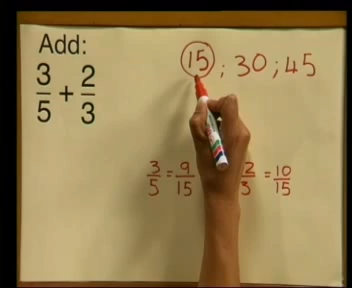 Add:
3/5 + 2/3
15 ; 30 ; 45
3/5 = 9/15 2/3 = 10/15